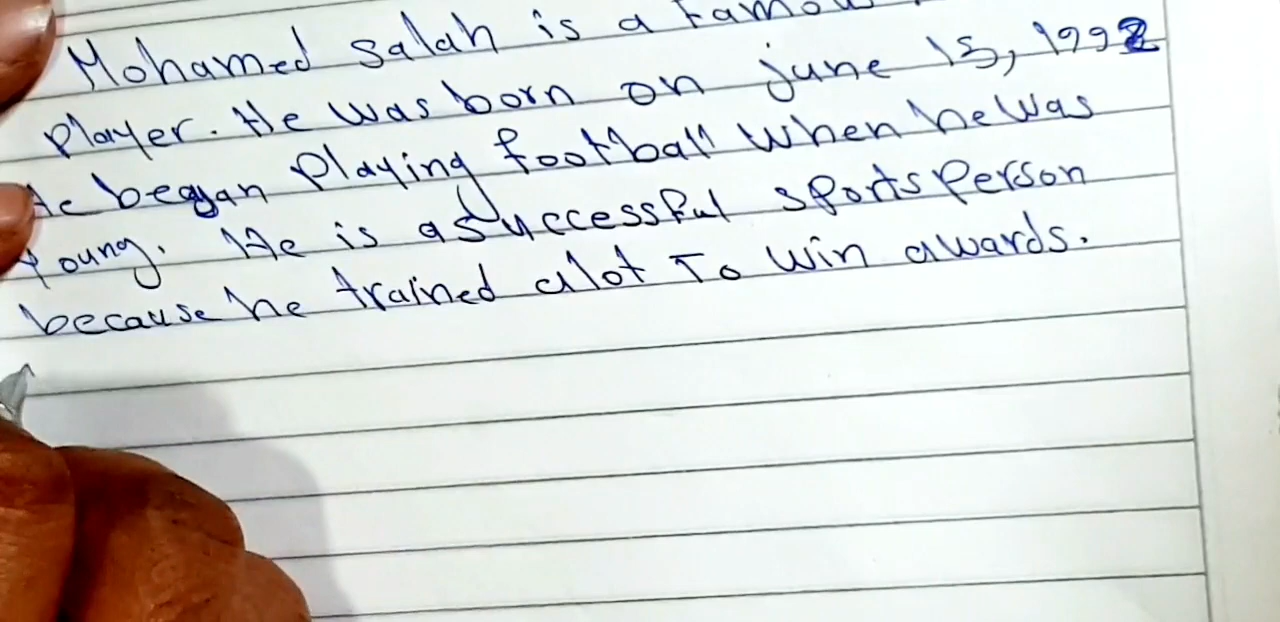 Mohamed salah is a Famou
Player. He was born on june 15, 1992
He began Playing football when he was
Young. He is a successful sports Person
because he trained alot To win awards.